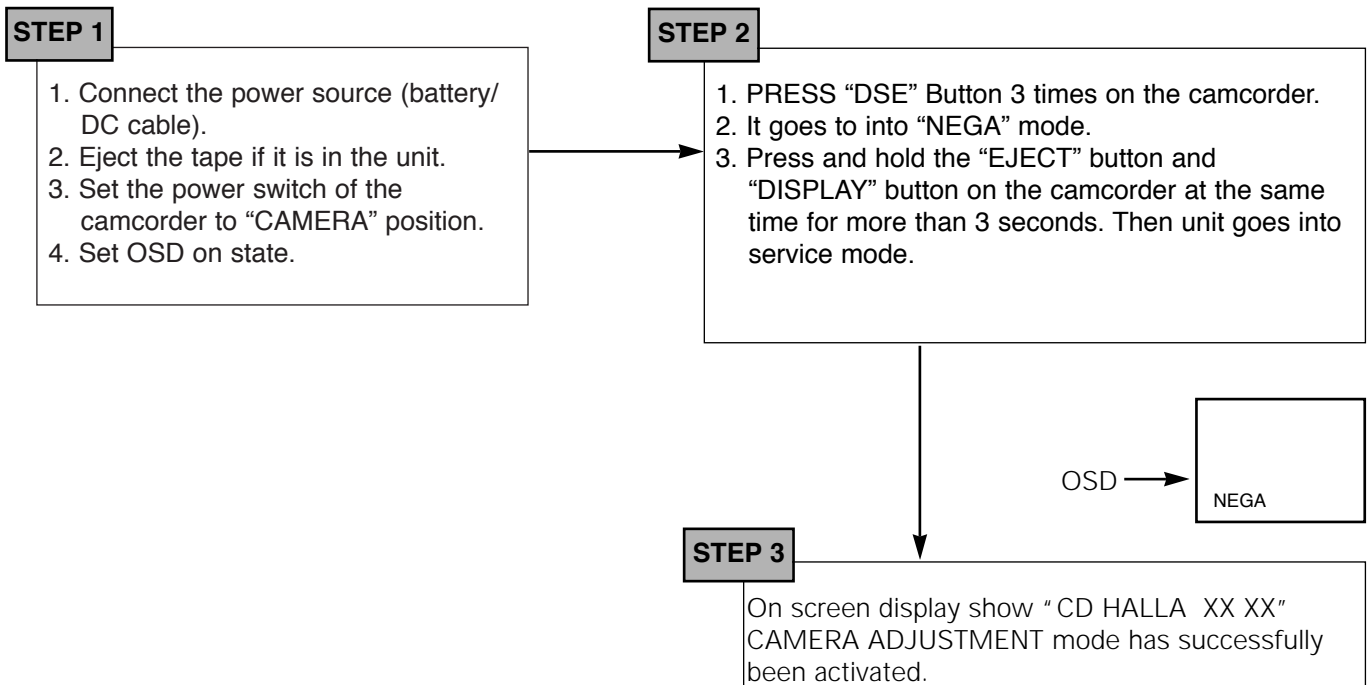 STEP 1
1. Connect the power source (battery/
DC cable).
2. Eject the tape if it is in the unit.
3. Set the power switch of the
camcorder to “CAMERA” position.
4. Set OSD on state.
STEP 2
1. PRESS “DSE” Button 3 times on the camcorder.
2. It goes to into “NEGA” mode.
3. Press and hold the “EJECT” button and
“DISPLAY” button on the camcorder at the same
time for more than 3 seconds. Then unit goes into
service mode.
OSD
NEGA
STEP 3
On screen display show “CD HALLA XX XX”
CAMERA ADJUSTMENT mode has successfully
been activated.